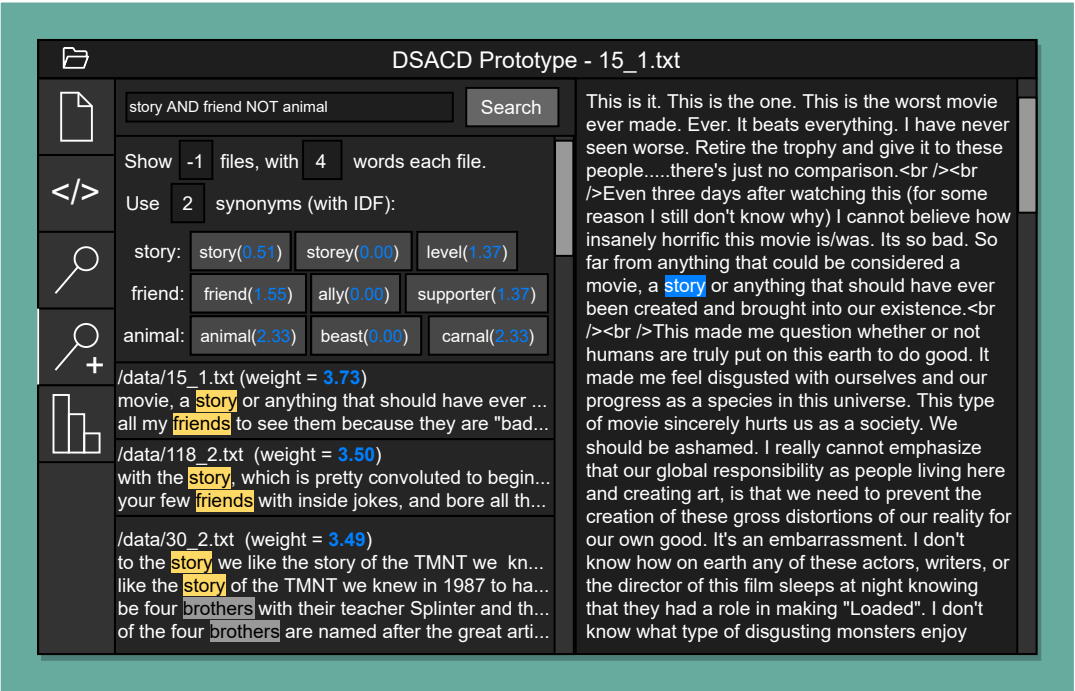 DSACD Prototype - 15_1.txt
story AND friend NOT animal
Search
Show -1 files, with 4 words each file.
Use 2 synonyms (with IDF):
story: story(0.51) storey(0.00) level(1.37)
friend: friend(1.55) ally(0.00) supporter(1.37)
animal: animal(2.33) beast(0.00) carnal(2.33)
/data/15_1.txt (weight = 3.73)
movie, a story or anything that should have ever ...
all my friends to see them because they are "bad...
/data/118_2.txt (weight = 3.50)
with the story, which is pretty convoluted to begin...
your few friends with inside jokes, and bore all th...
/data/30_2.txt (weight = 3.49)
to the story we like the story of the TMNT we kn...
like the story of the TMNT we knew in 1987 to ha...
be four brothers with their teacher Splinter and th...
of the four brothers are named after the great arti...
</>
This is it. This is the one. This is the worst movie
ever made. Ever. It beats everything. I have never
seen worse. Retire the trophy and give it to these
people.....there's just no comparison.<br /><br
/>Even three days after watching this (for some
reason I still don't know why) I cannot believe how
insanely horrific this movie is/was. Its so bad. So
far from anything that could be considered a
movie, a story or anything that should have ever
been created and brought into our existence.<br
/><br />This made me question whether or not
humans are truly put on this earth to do good. It
made me feel disgusted with ourselves and our
progress as a species in this universe. This type
of movie sincerely hurts us as a society. We
should be ashamed. I really cannot emphasize
that our global responsibility as people living here
and creating art, is that we need to prevent the
creation of these gross distortions of our reality for
our own good. It's an embarrassment. I don't
know how on earth any of these actors, writers, or
the director of this film sleeps at night knowing
that they had a role in making "Loaded". I don't
know what type of disgusting monsters enjoy